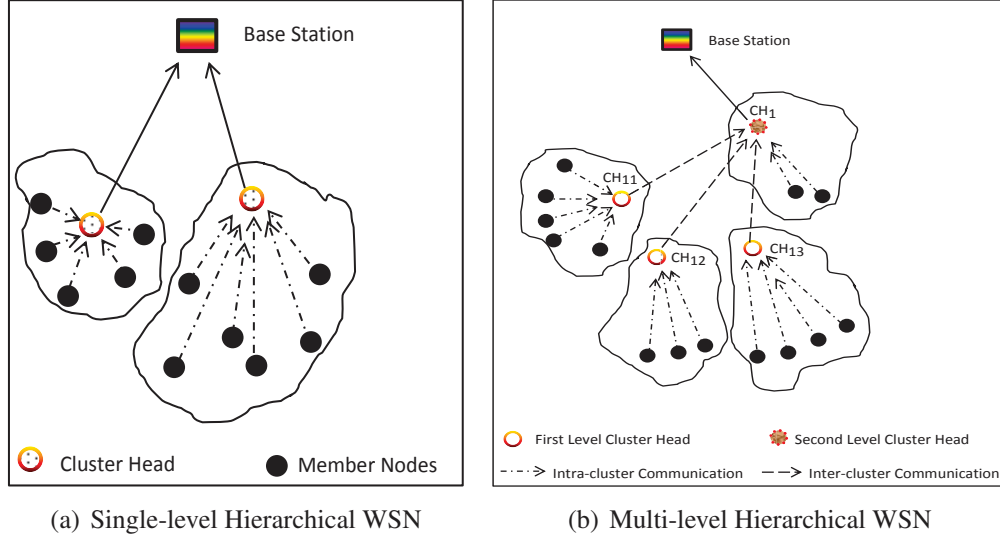 Base Station
Cluster Head
Member Nodes
(a) Single-level Hierarchical WSN
Base Station
CH1
CH11
CH12
CH13
First Level Cluster Head
Second Level Cluster Head
Intra-cluster Communication
Inter-cluster Communication
(b) Multi-level Hierarchical WSN